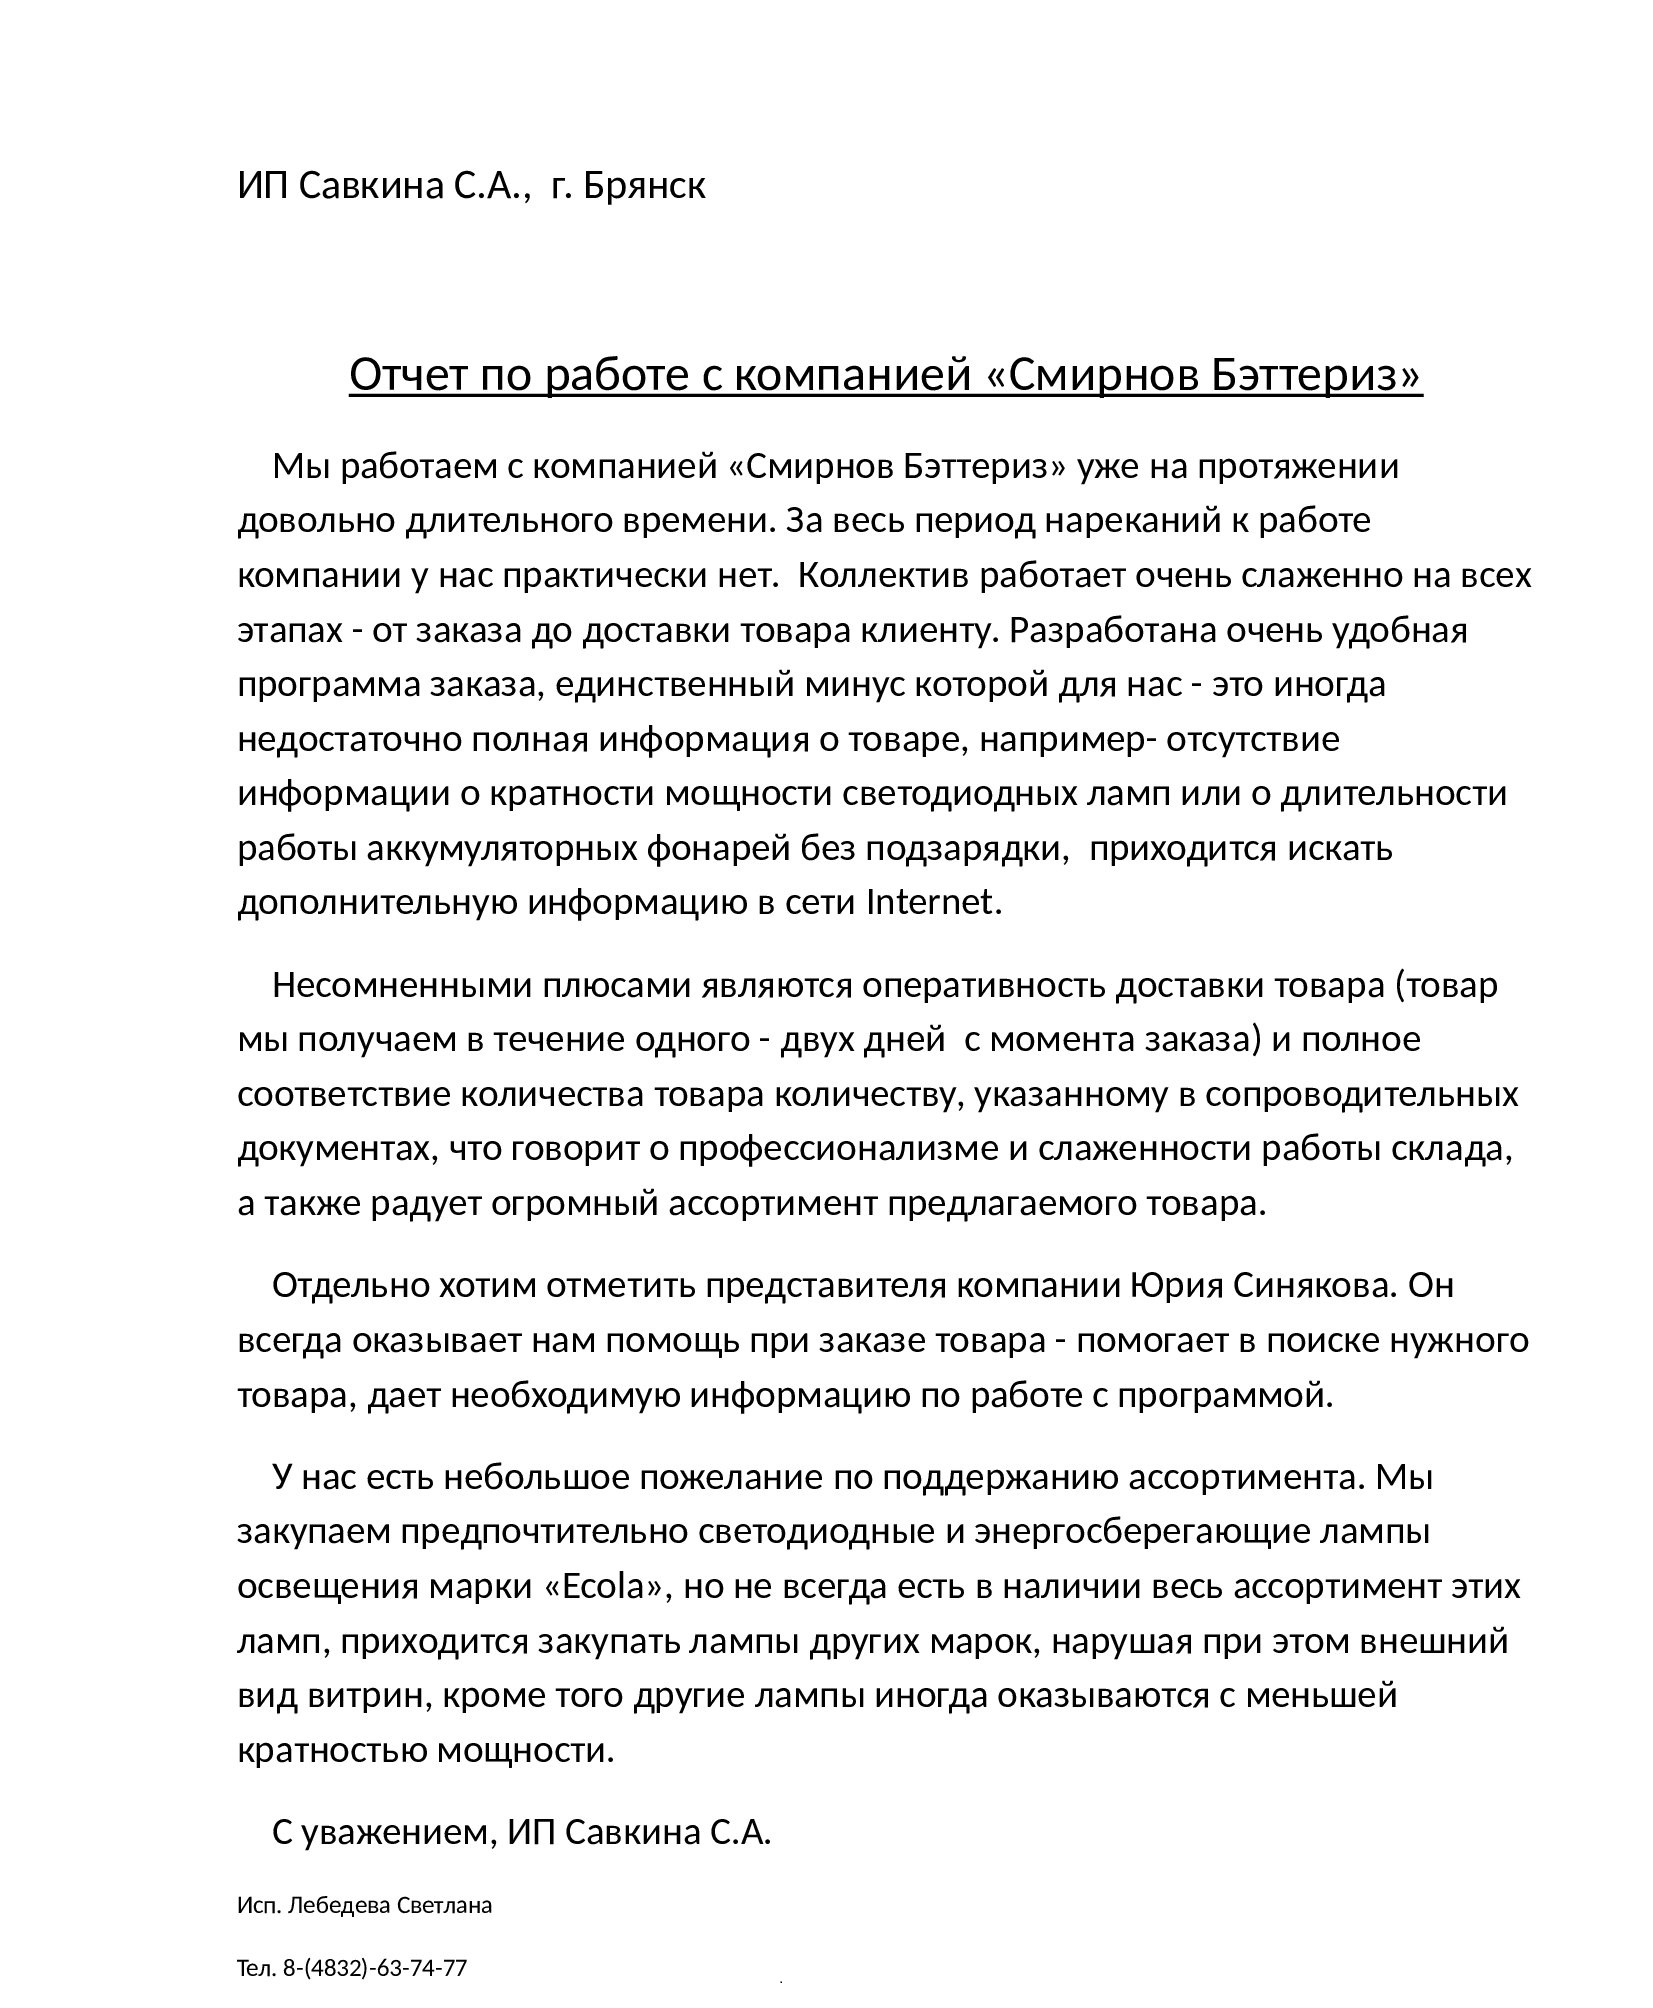 ИП Савкина С.А.,  г. Брянск
Отчет по работе с компанией «Смирнов Бэттериз»
Мы работаем с компанией «Смирнов Бэттериз» уже на протяжении
довольно длительного времени. За весь период нареканий к работе
компании у нас практически нет.  Коллектив работает очень слаженно на всех
этапах - от заказа до доставки товара клиенту. Разработана очень удобная
программа заказа, единственный минус которой для нас - это иногда
недостаточно полная информация о товаре, например- отсутствие
информации о кратности мощности светодиодных ламп или о длительности
работы аккумуляторных фонарей без подзарядки,  приходится искать
дополнительную информацию в сети Internet.
Несомненными плюсами являются оперативность доставки товара (товар
мы получаем в течение одного - двух дней  с момента заказа) и полное
соответствие количества товара количеству, указанному в сопроводительных
документах, что говорит о профессионализме и слаженности работы склада,
а также радует огромный ассортимент предлагаемого товара.
Отдельно хотим отметить представителя компании Юрия Синякова. Он
всегда оказывает нам помощь при заказе товара - помогает в поиске нужного
товара, дает необходимую информацию по работе с программой.
У нас есть небольшое пожелание по поддержанию ассортимента. Мы
закупаем предпочтительно светодиодные и энергосберегающие лампы
освещения марки «Ecola», но не всегда есть в наличии весь ассортимент этих
ламп, приходится закупать лампы других марок, нарушая при этом внешний
вид витрин, кроме того другие лампы иногда оказываются с меньшей
кратностью мощности.
С уважением, ИП Савкина С.А.
Исп. Лебедева Светлана
Тел. 8-(4832)-63-74-77